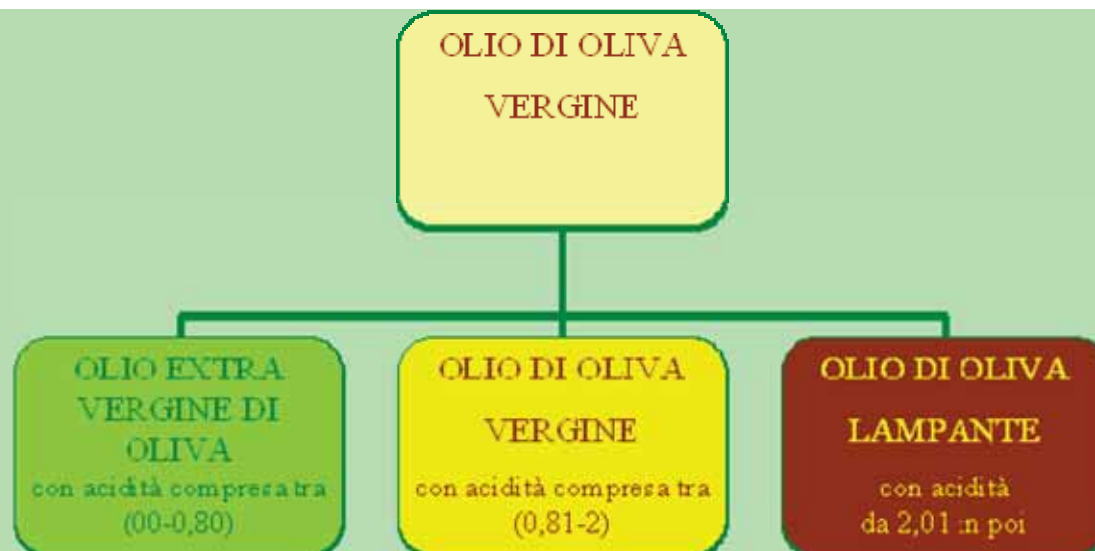 OLIO DI OLIVA
VERGINE
OLIO EXTRA
VERGINE DI
OLIVA
con acidità compresa tra
(00-0,80)
OLIO DI OLIVA
VERGINE
con acidità compresa tra
(0,81-2)
OLIO DI OLIVA
LAMPANTE
con acidità
da 2,01 in poi